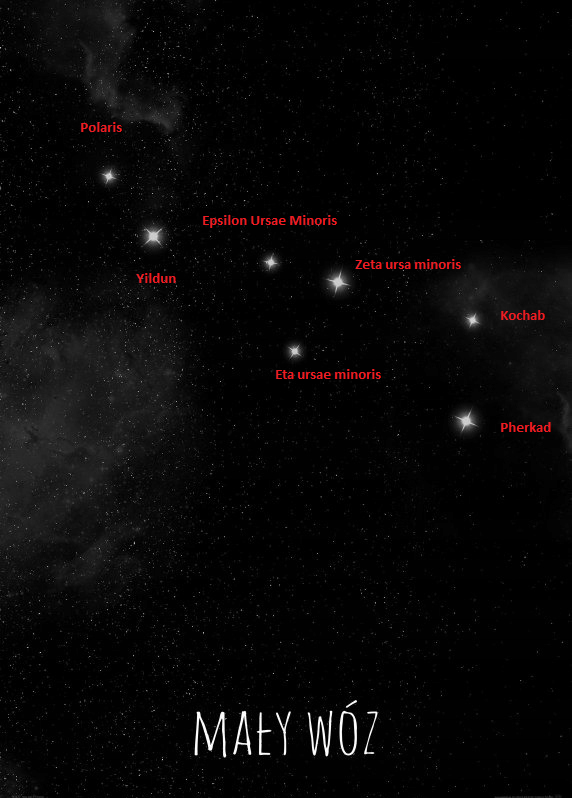 Polaris
Epsilon Ursae Minoris
Zeta ursa minoris
Yildun
Kochab
Eta ursae minoris
Pherkad
MAŁY WÓZ